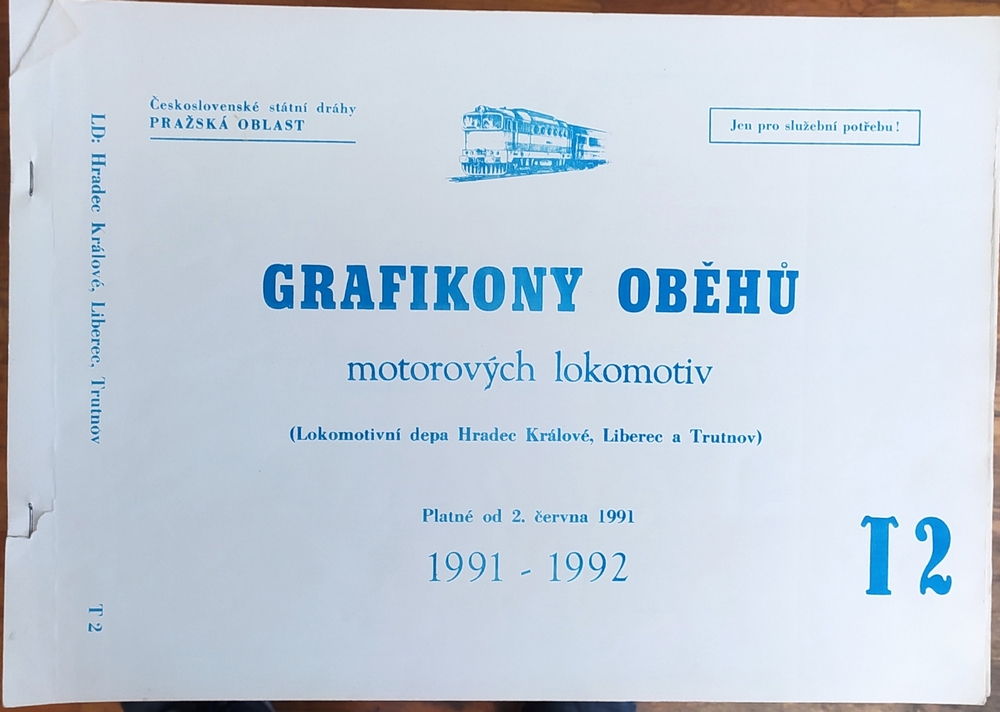 Československé státní dráhy
PRAŽSKÁ OBLAST
Jen pro služební potřebu!
LD: Hradec Králové, Liberec, Trutnov
T 2
GRAFIKONY OBĚHŮ
motorových lokomotiv
(Lokomotivní depa Hradec Králové, Liberec a Trutnov)
Platné od 2. června 1991
1991 - 1992
T 2